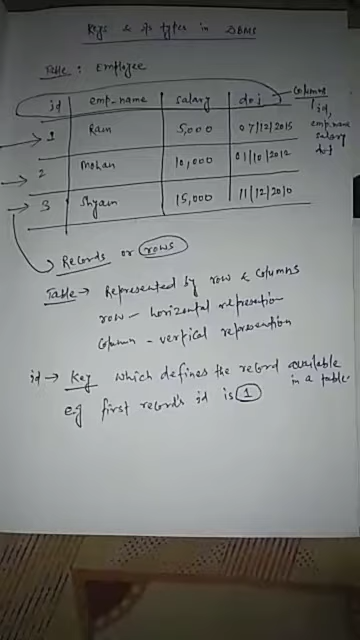 Keys & its types in DBMS
Table : Employee
id emp-name salary doj
columns
id,
emp.name
salary
doj
1 Ram 5,000 07/12/2015
2 Mohan 10,000 01/10/2012
3 Shyam 15,000 11/12/2010
Records or rows
Table → Represented by row & columns
row - horizontal
column - vertical
id → Key which defines the record available
in a table
e.g first record's id is 1